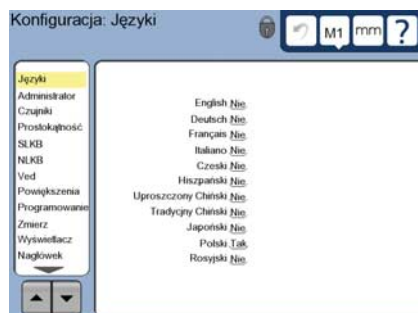 Konfiguracja: Języki
M1 mm ?
Języki
Administrator
Czujniki
Prostokątność
SLKB
NLKB
Ved
Powiększenia
Programowanie
Zmierz
Wyświetlacz
Nagłówek
English Nie.
Deutsch Nie.
Français Nie.
Italiano Nie.
Czeski Nie.
Hiszpański Nie.
Uproszczony Chiński Nie.
Tradycjny Chiński Nie.
Japoński Nie.
Polski Tak.
Rosyjski Nie.